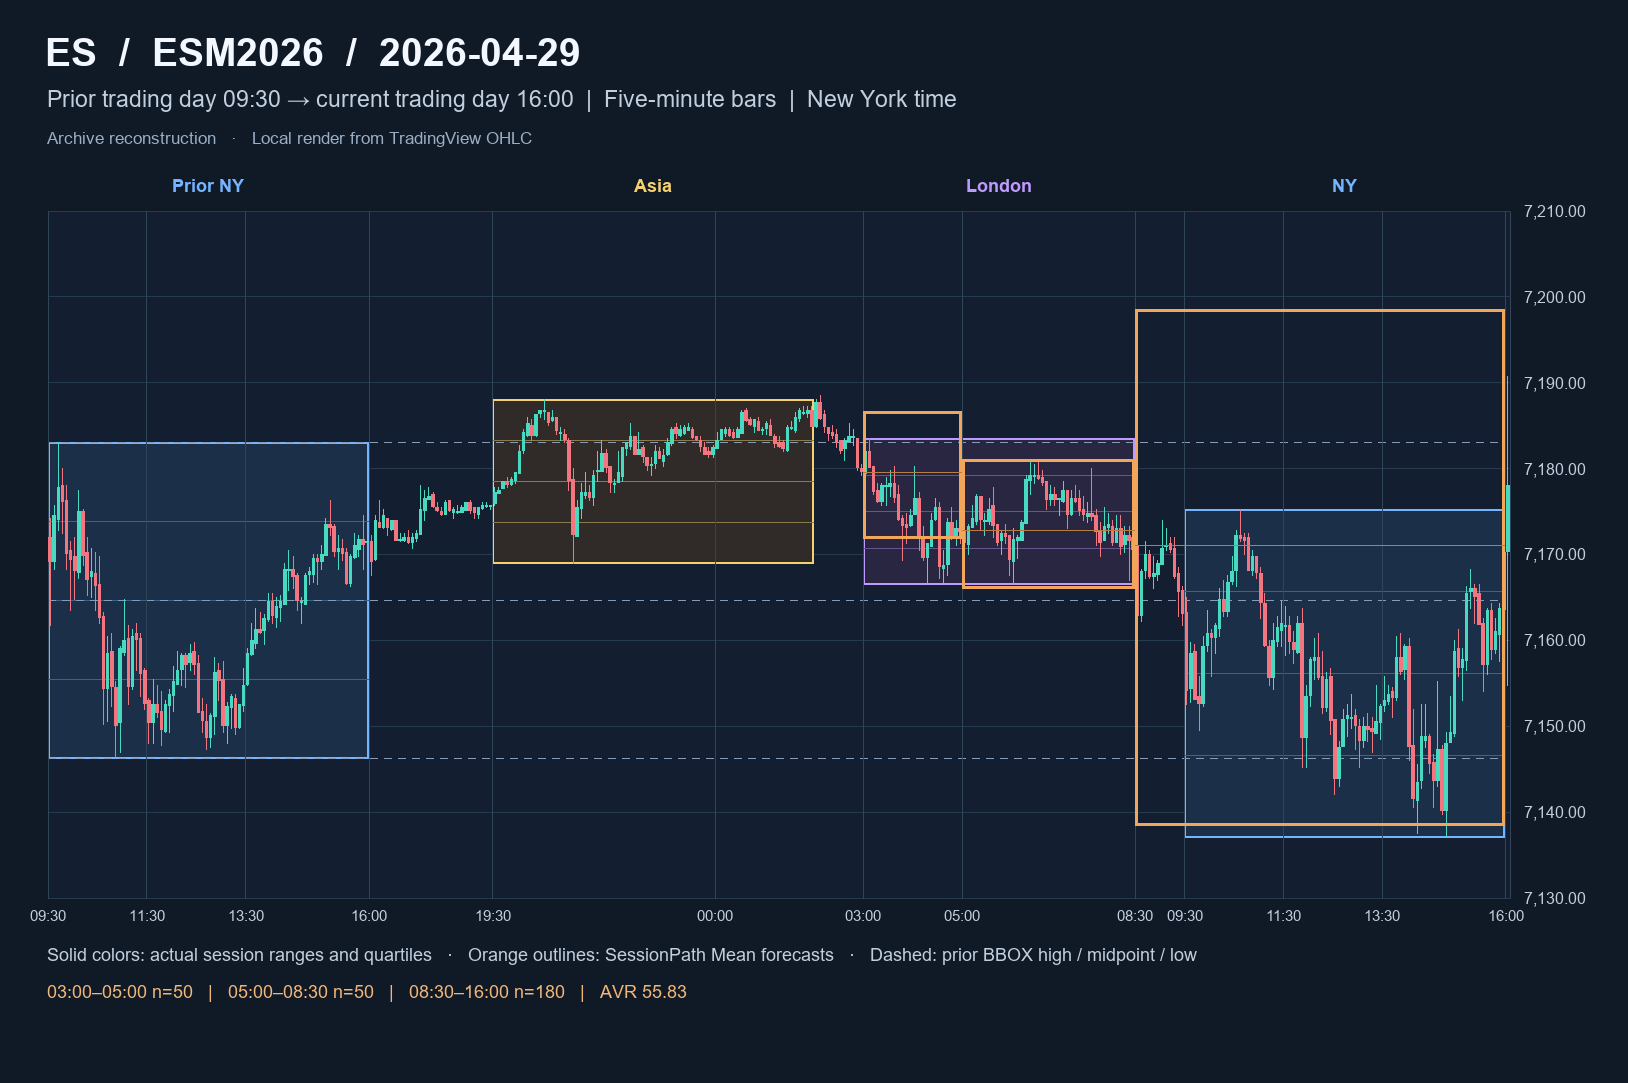 ES / ESM2026 / 2026-04-29
Prior trading day 09:30 → current trading day 16:00 | Five-minute bars | New York time
Archive reconstruction · Local render from TradingView OHLC
Prior NY Asia London NY
7,210.00
7,200.00
7,190.00
7,180.00
7,170.00
7,160.00
7,150.00
7,140.00
7,130.00
09:30 11:30 13:30 16:00 19:30 00:00 03:00 05:00 08:30 09:30 11:30 13:30 16:00
Solid colors: actual session ranges and quartiles · Orange outlines: SessionPath Mean forecasts · Dashed: prior BBOX high / midpoint / low
03:00–05:00 n=50 | 05:00–08:30 n=50 | 08:30–16:00 n=180 | AVR 55.83